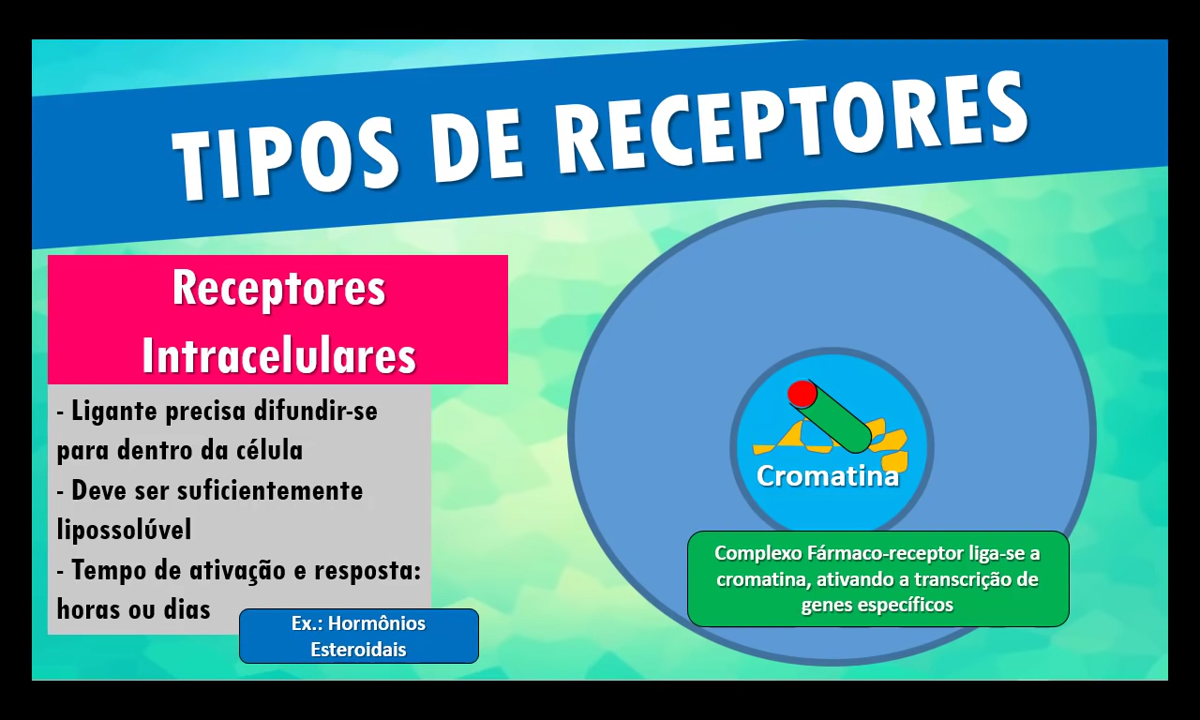 TIPOS DE RECEPTORES
Receptores
Intracelulares
- Ligante precisa difundir-se
para dentro da célula
- Deve ser suficientemente
lipossolúvel
- Tempo de ativação e resposta:
horas ou dias
Ex.: Hormônios
Esteroidais
Cromatina
Complexo Fármaco-receptor liga-se a
cromatina, ativando a transcrição de
genes específicos